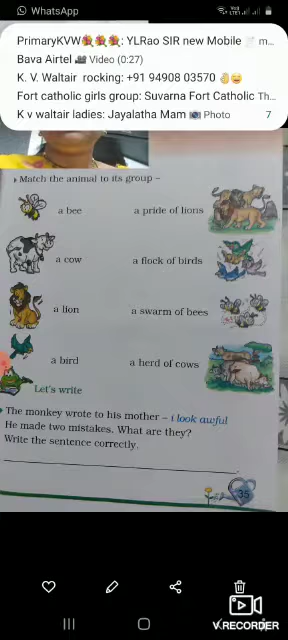 WhatsApp
PrimaryKVW: YLRao SIR new Mobile m...
Bava Airtel Video (0:27)
K. V. Waltair rocking: +91 94908 03570
Fort catholic girls group: Suvarna Fort Catholic Th...
K v waltair ladies: Jayalatha Mam Photo 7
Match the animal to its group –
a bee a pride of lions
a cow a flock of birds
a lion a swarm of bees
a bird a herd of cows
Let's write
The monkey wrote to his mother – i look awful
He made two mistakes. What are they?
Write the sentence correctly.
35
V.RECORDER